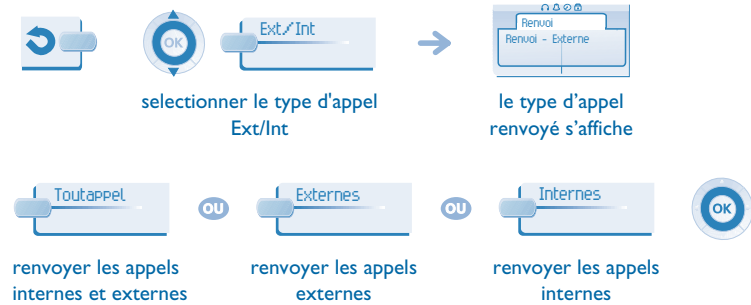 OK
Ext/Int
Renvoi
Renvoi - Externe
selectionner le type d'appel
Ext/Int
le type d’appel
renvoyé s’affiche
Toutappel
OU
Externes
OU
Internes
OK
renvoyer les appels
internes et externes
renvoyer les appels
externes
renvoyer les appels
internes